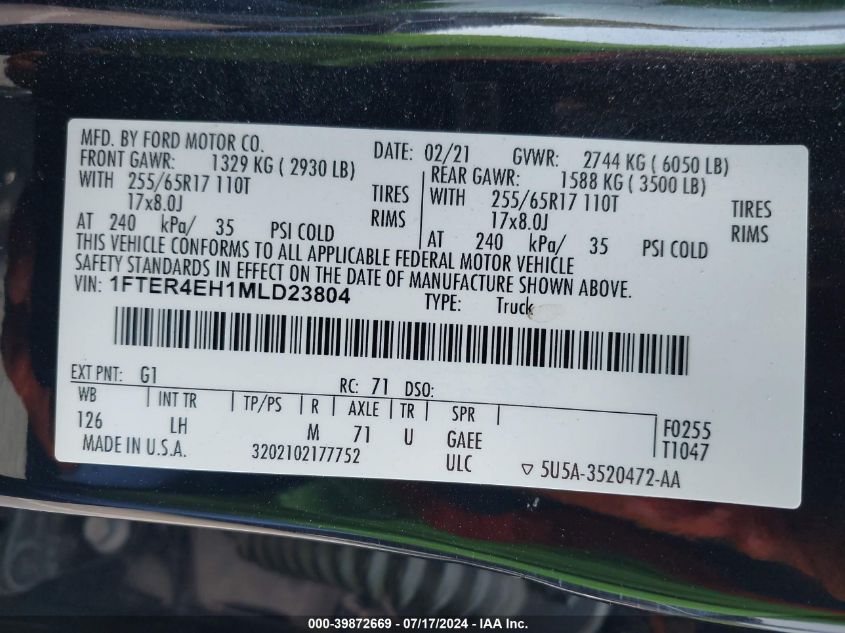 MFD. BY FORD MOTOR CO. DATE: 02/21 GVWR: 2744 KG ( 6050 LB)
FRONT GAWR: 1329 KG ( 2930 LB) REAR GAWR: 1588 KG ( 3500 LB)
WITH 255/65R17 110T TIRES WITH 255/65R17 110T TIRES
17x8.0J RIMS 17x8.0J RIMS
AT 240 kPa/ 35 PSI COLD AT 240 kPa/ 35 PSI COLD
THIS VEHICLE CONFORMS TO ALL APPLICABLE FEDERAL MOTOR VEHICLE
SAFETY STANDARDS IN EFFECT ON THE DATE OF MANUFACTURE SHOWN ABOVE.
VIN: 1FTER4EH1MLD23804 TYPE: Truck
EXT PNT: G1 RC: 71 DSO:
WB INT TR TP/PS R AXLE TR SPR
126 LH M 71 U GAEE F0255
MADE IN U.S.A. 3202102177752 ULC T1047
5U5A-3520472-AA
000-39872669 / 07/17/2024 - IAA Inc.